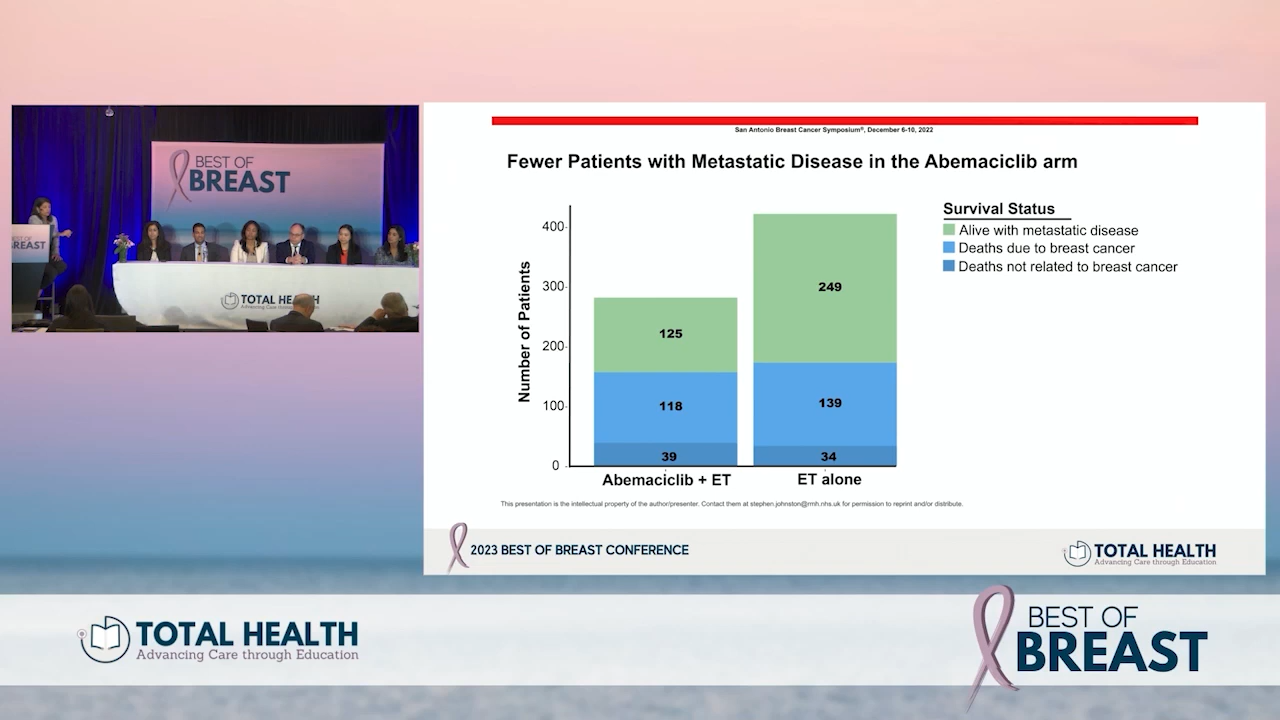 BEST OF
BREAST
BEST OF
BREAST
TOTAL HEALTH
San Antonio Breast Cancer Symposium®, December 6-10, 2022
Fewer Patients with Metastatic Disease in the Abemaciclib arm
Number of Patients
400
300
200
100
0
125
118
39
249
139
34
Abemaciclib + ET
ET alone
Survival Status
Alive with metastatic disease
Deaths due to breast cancer
Deaths not related to breast cancer
This presentation is the intellectual property of the author/presenter. Contact them at stephen.johnston@rmh.nhs.uk for permission to reprint and/or distribute.
2023 BEST OF BREAST CONFERENCE
TOTAL HEALTH
Advancing Care through Education
TOTAL HEALTH
Advancing Care through Education
BEST OF
BREAST